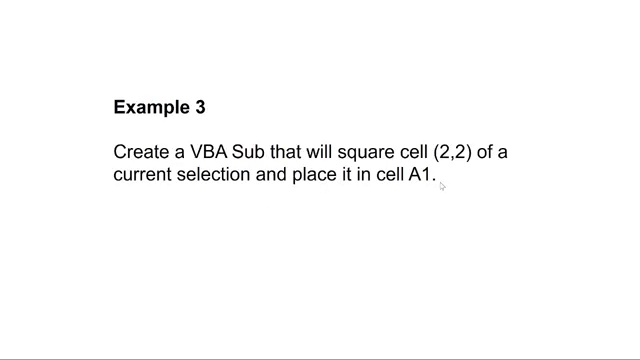 Example 3
Create a VBA Sub that will square cell (2,2) of a
current selection and place it in cell A1.